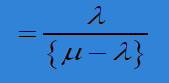 = λ / {μ − λ}